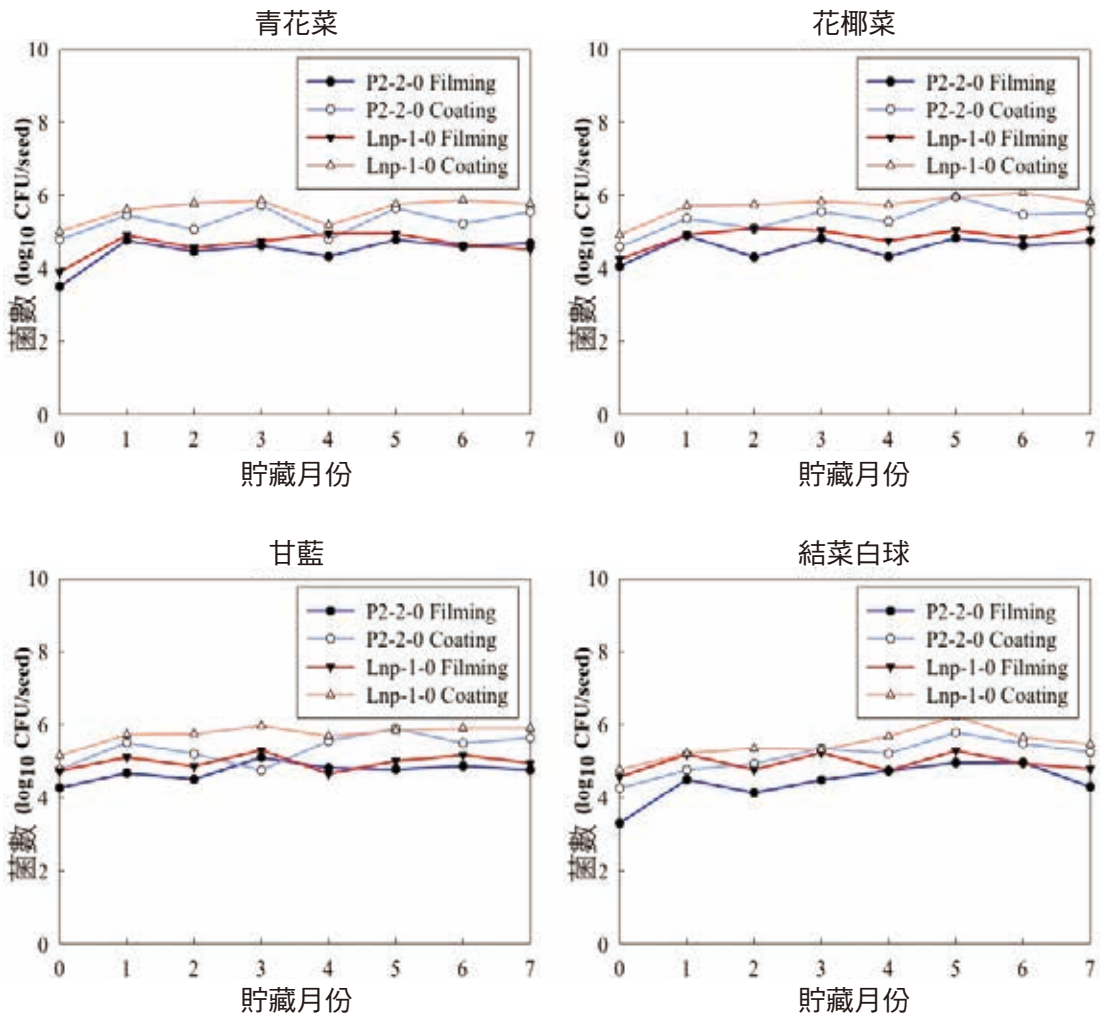 青花菜
10
8
6
4
2
0
菌數 (log10 CFU/seed)
P2-2-0 Filming
P2-2-0 Coating
Lnp-1-0 Filming
Lnp-1-0 Coating
0 1 2 3 4 5 6 7
貯藏月份
花椰菜
10
8
6
4
2
0
菌數 (log10 CFU/seed)
P2-2-0 Filming
P2-2-0 Coating
Lnp-1-0 Filming
Lnp-1-0 Coating
0 1 2 3 4 5 6 7
貯藏月份
甘藍
10
8
6
4
2
0
菌數 (log10 CFU/seed)
P2-2-0 Filming
P2-2-0 Coating
Lnp-1-0 Filming
Lnp-1-0 Coating
0 1 2 3 4 5 6 7
貯藏月份
結菜白球
10
8
6
4
2
0
菌數 (log10 CFU/seed)
P2-2-0 Filming
P2-2-0 Coating
Lnp-1-0 Filming
Lnp-1-0 Coating
0 1 2 3 4 5 6 7
貯藏月份